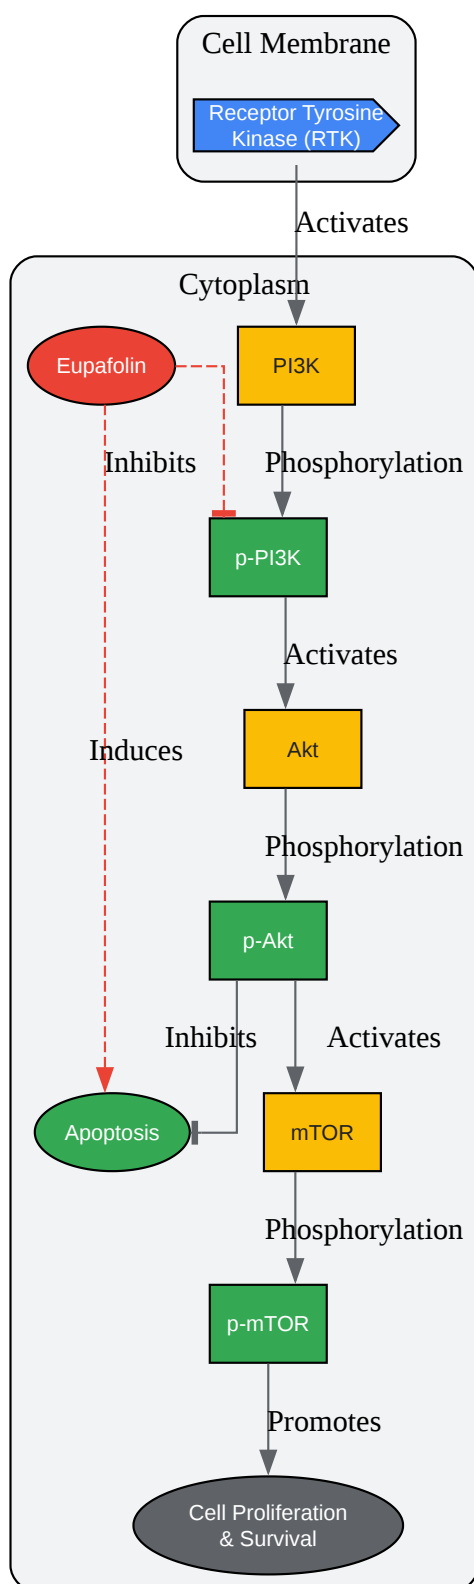 Cell Membrane
Receptor Tyrosine
Kinase (RTK)
Activates
Cytoplasm
Eupafolin
PI3K
Inhibits
Phosphorylation
p-PI3K
Activates
Induces
Akt
Phosphorylation
p-Akt
Inhibits
Activates
Apoptosis
mTOR
Phosphorylation
p-mTOR
Promotes
Cell Proliferation
& Survival